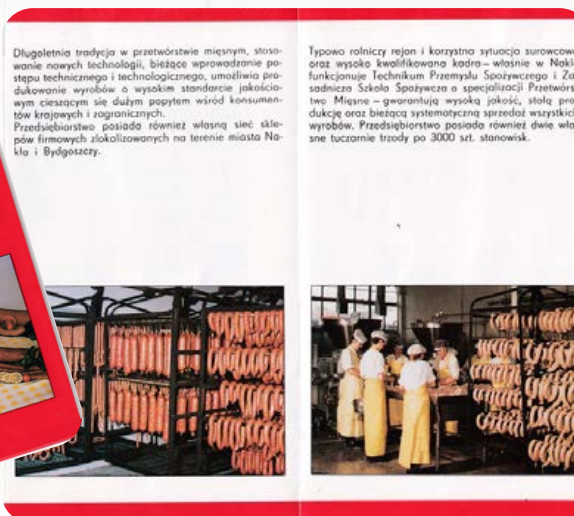 Długoletnia tradycja w przetwórstwie mięsnym, stoso-
wanie nowych technologii, bieżące wprowadzanie po-
stępu technicznego i technologicznego, umożliwia pro-
dukowanie wyrobów o wysokim standarcie jakościo-
wym cieszącym się dużym popytem wśród konsumen-
tów krajowych i zagranicznych.
Przedsiębiorstwo posiada również własną sieć skle-
pów firmowych zlokalizowanych na terenie miasta Na-
kła i Bydgoszczy.
Typowo rolniczy rejon i korzystna sytuacja surowcowa
oraz wysoko kwalifikowana kadra – właśnie w Nakle
funkcjonuje Technikum Przemysłu Spożywczego i Za-
sadnicza Szkoła Spożywcza o specjalizacji Przetwórs
two Mięsne – gwarantują wysoką jakość, stałą pro-
dukcję oraz bieżącą systematyczną sprzedaż wszystkich
wyrobów. Przedsiębiorstwo posiada również dwie wła-
sne tuczarnie trzody po 3000 szt. stanowisk.